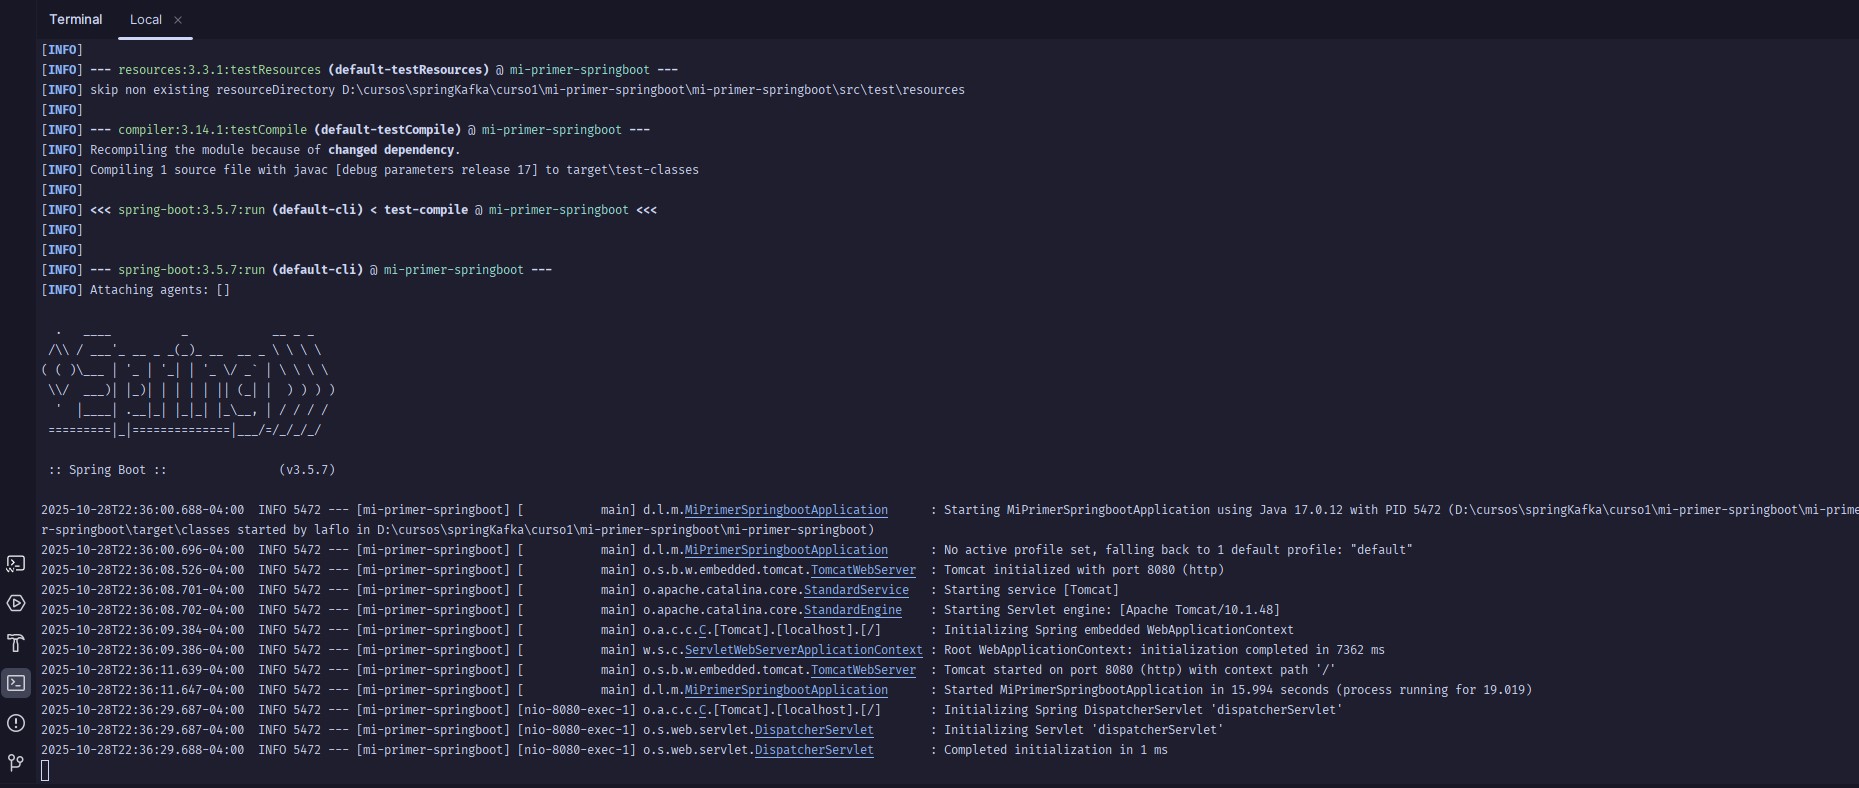 Terminal Local ×
[INFO]
[INFO] --- resources:3.3.1:testResources (default-testResources) @ mi-primer-springboot ---
[INFO] skip non existing resourceDirectory D:\cursos\springKafka\curso1\mi-primer-springboot\mi-primer-springboot\src\test\resources
[INFO]
[INFO] --- compiler:3.14.1:testCompile (default-testCompile) @ mi-primer-springboot ---
[INFO] Recompiling the module because of changed dependency.
[INFO] Compiling 1 source file with javac [debug parameters release 17] to target\test-classes
[INFO]
[INFO] <<< spring-boot:3.5.7:run (default-cli) < test-compile @ mi-primer-springboot <<<
[INFO]
[INFO]
[INFO] --- spring-boot:3.5.7:run (default-cli) @ mi-primer-springboot ---
[INFO] Attaching agents: []

  .   ____          _            __ _ _
 /\\ / ___'_ __ _ _(_)_ __  __ _ \ \ \ \
( ( )\___ | '_ | '_| | '_ \/ _` | \ \ \ \
 \\/  ___)| |_)| | | | | || (_| |  ) ) ) )
  '  |____| .__|_| |_|_| |_\__, | / / / /
 =========|_|==============|___/=/_/_/_/

 :: Spring Boot ::                (v3.5.7)

2025-10-28T22:36:00.688-04:00  INFO 5472 --- [mi-primer-springboot] [           main] d.l.m.MiPrimerSpringbootApplication      : Starting MiPrimerSpringbootApplication using Java 17.0.12 with PID 5472 (D:\cursos\springKafka\curso1\mi-primer-springboot\mi-prime
r-springboot\target\classes started by laflo in D:\cursos\springKafka\curso1\mi-primer-springboot\mi-primer-springboot)
2025-10-28T22:36:00.696-04:00  INFO 5472 --- [mi-primer-springboot] [           main] d.l.m.MiPrimerSpringbootApplication      : No active profile set, falling back to 1 default profile: "default"
2025-10-28T22:36:08.526-04:00  INFO 5472 --- [mi-primer-springboot] [           main] o.s.b.w.embedded.tomcat.TomcatWebServer  : Tomcat initialized with port 8080 (http)
2025-10-28T22:36:08.701-04:00  INFO 5472 --- [mi-primer-springboot] [           main] o.apache.catalina.core.StandardService   : Starting service [Tomcat]
2025-10-28T22:36:08.702-04:00  INFO 5472 --- [mi-primer-springboot] [           main] o.apache.catalina.core.StandardEngine    : Starting Servlet engine: [Apache Tomcat/10.1.48]
2025-10-28T22:36:09.384-04:00  INFO 5472 --- [mi-primer-springboot] [           main] o.a.c.c.C.[Tomcat].[localhost].[/]       : Initializing Spring embedded WebApplicationContext
2025-10-28T22:36:09.386-04:00  INFO 5472 --- [mi-primer-springboot] [           main] w.s.c.ServletWebServerApplicationContext : Root WebApplicationContext: initialization completed in 7362 ms
2025-10-28T22:36:11.639-04:00  INFO 5472 --- [mi-primer-springboot] [           main] o.s.b.w.embedded.tomcat.TomcatWebServer  : Tomcat started on port 8080 (http) with context path '/'
2025-10-28T22:36:11.647-04:00  INFO 5472 --- [mi-primer-springboot] [           main] d.l.m.MiPrimerSpringbootApplication      : Started MiPrimerSpringbootApplication in 15.994 seconds (process running for 19.019)
2025-10-28T22:36:29.687-04:00  INFO 5472 --- [mi-primer-springboot] [nio-8080-exec-1] o.a.c.c.C.[Tomcat].[localhost].[/]       : Initializing Spring DispatcherServlet 'dispatcherServlet'
2025-10-28T22:36:29.687-04:00  INFO 5472 --- [mi-primer-springboot] [nio-8080-exec-1] o.s.web.servlet.DispatcherServlet        : Initializing Servlet 'dispatcherServlet'
2025-10-28T22:36:29.688-04:00  INFO 5472 --- [mi-primer-springboot] [nio-8080-exec-1] o.s.web.servlet.DispatcherServlet        : Completed initialization in 1 ms